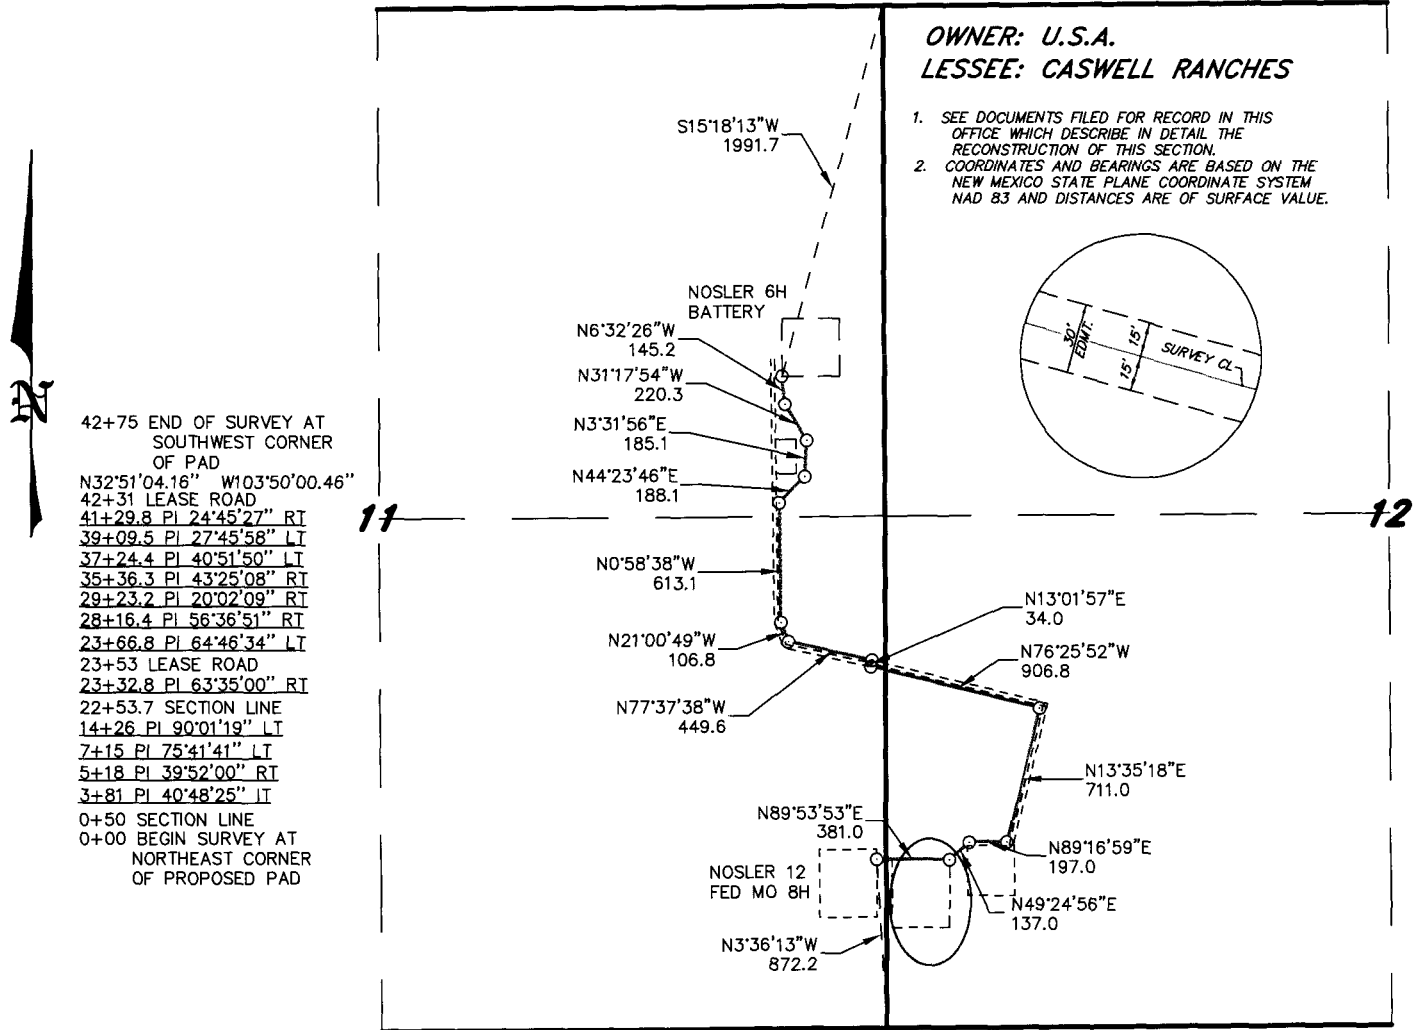 OWNER: U.S.A.
LESSEE: CASWELL RANCHES
1. SEE DOCUMENTS FILED FOR RECORD IN THIS
OFFICE WHICH DESCRIBE IN DETAIL THE
RECONSTRUCTION OF THIS SECTION.
2. COORDINATES AND BEARINGS ARE BASED ON THE
NEW MEXICO STATE PLANE COORDINATE SYSTEM
NAD 83 AND DISTANCES ARE OF SURFACE VALUE.
S15°18'13"W
1991.7
30'
EDMT.
15'
15'
SURVEY CL
NOSLER 6H
BATTERY
N6°32'26"W
145.2
N31°17'54"W
220.3
N3°31'56"E
185.1
N44°23'46"E
188.1
42+75 END OF SURVEY AT
SOUTHWEST CORNER
OF PAD
N32°51'04.16" W103°50'00.46"
42+31 LEASE ROAD
41+29.8 PI 24°45'27" RT
39+09.5 PI 27°45'58" LT
37+24.4 PI 40°51'50" LT
35+36.3 PI 43°25'08" RT
29+23.2 PI 20°02'09" RT
28+16.4 PI 56°36'51" RT
23+66.8 PI 64°46'34" LT
23+53 LEASE ROAD
23+32.8 PI 63°35'00" RT
22+53.7 SECTION LINE
14+26 PI 90°01'19" LT
7+15 PI 75°41'41" LT
5+18 PI 39°52'00" RT
3+81 PI 40°48'25" IT
0+50 SECTION LINE
0+00 BEGIN SURVEY AT
NORTHEAST CORNER
OF PROPOSED PAD
11
12
N0°58'38"W
613.1
N13°01'57"E
34.0
N21°00'49"W
106.8
N76°25'52"W
906.8
N77°37'38"W
449.6
N13°35'18"E
711.0
N89°53'53"E
381.0
N89°16'59"E
197.0
NOSLER 12
FED MO 8H
N49°24'56"E
137.0
N3°36'13"W
872.2